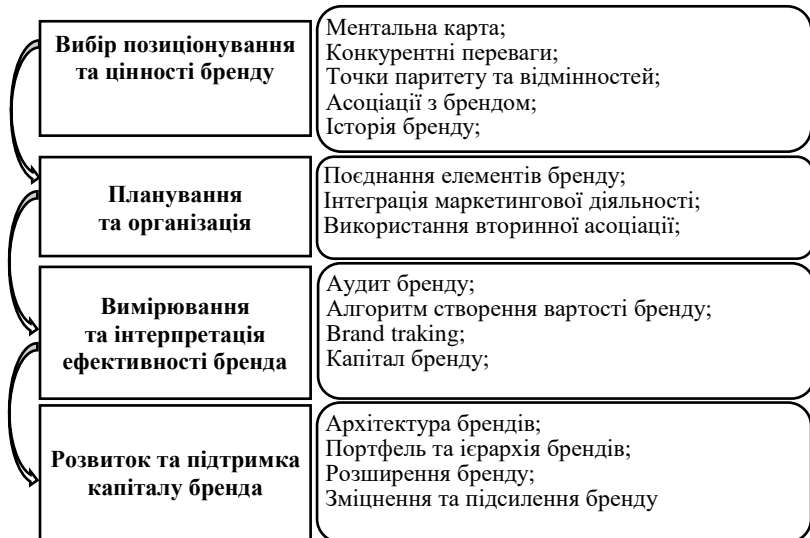 Вибір позиціонування
та цінності бренду
Ментальна карта;
Конкурентні переваги;
Точки паритету та відмінностей;
Асоціації з брендом;
Історія бренду;
Планування
та організація
Поєднання елементів бренду;
Інтеграція маркетингової діяльності;
Використання вторинної асоціації;
Вимірювання
та інтерпретація
ефективності бренда
Аудит бренду;
Алгоритм створення вартості бренду;
Brand traking;
Капітал бренду;
Розвиток та підтримка
капіталу бренда
Архітектура брендів;
Портфель та ієрархія брендів;
Розширення бренду;
Зміцнення та підсилення бренду